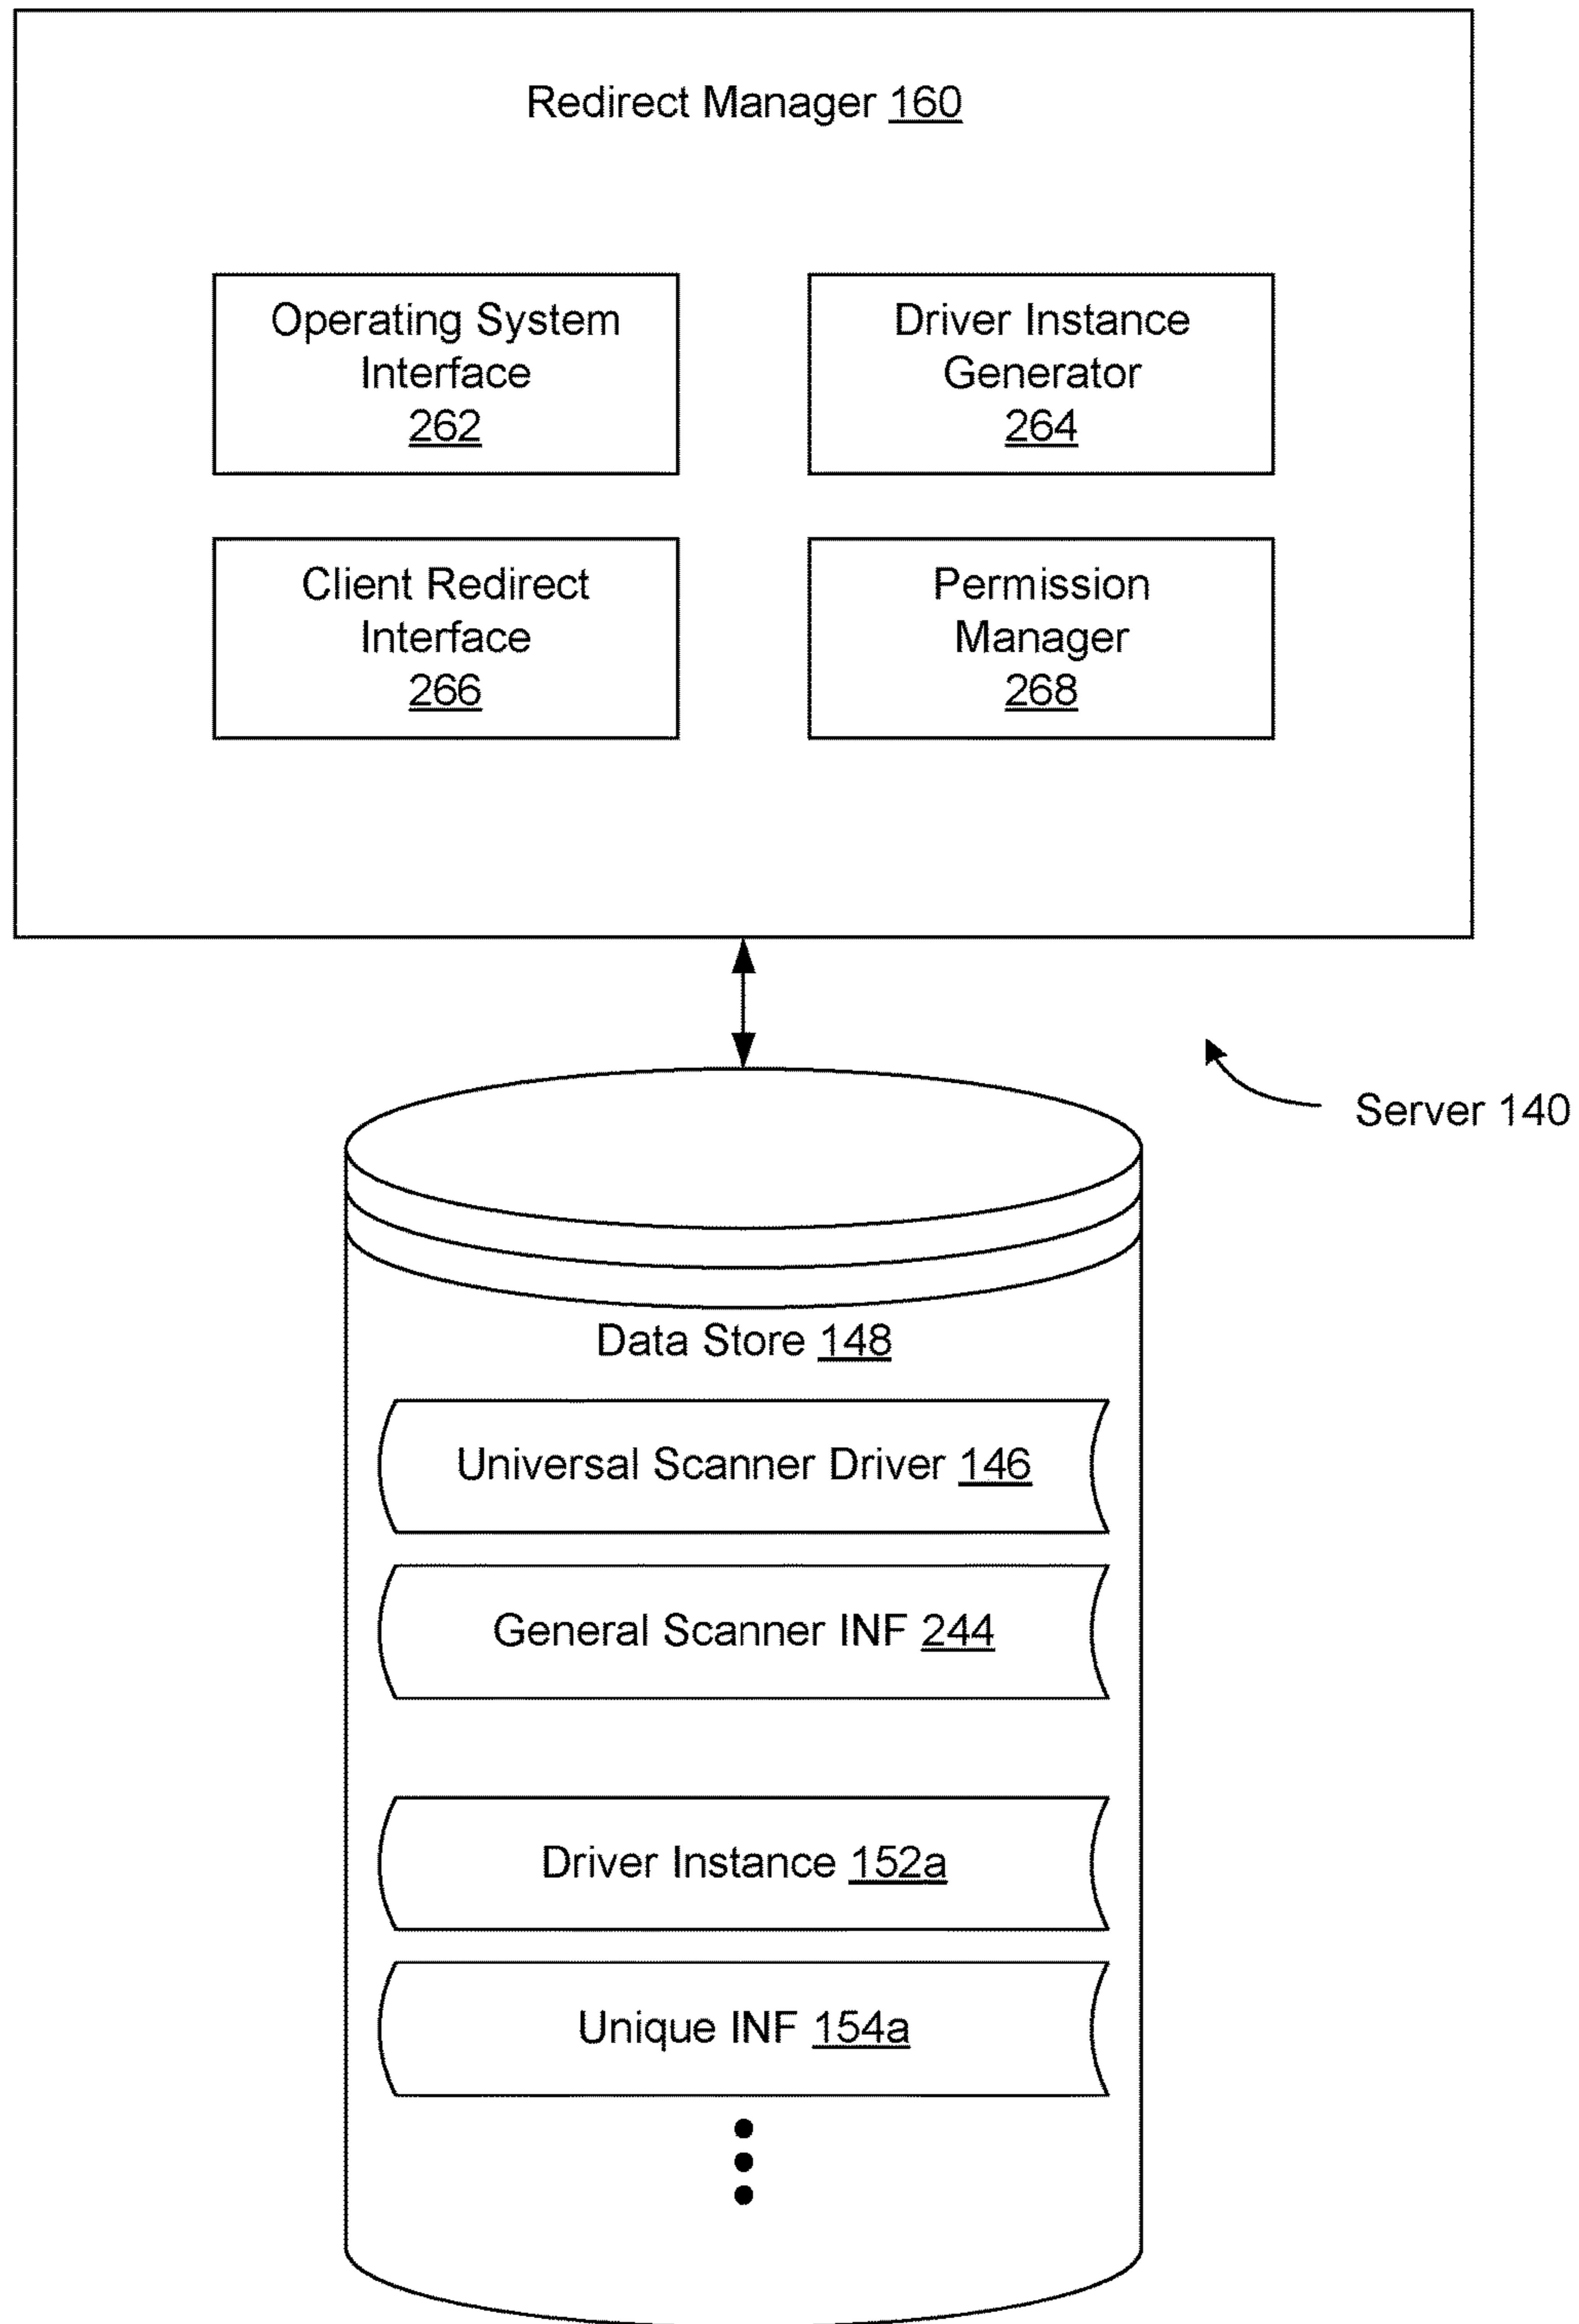 Redirect Manager 160
Operating System
Interface
262
Driver Instance
Generator
264
Client Redirect
Interface
266
Permission
Manager
268
Server 140
Data Store 148
Universal Scanner Driver 146
General Scanner INF 244
Driver Instance 152a
Unique INF 154a